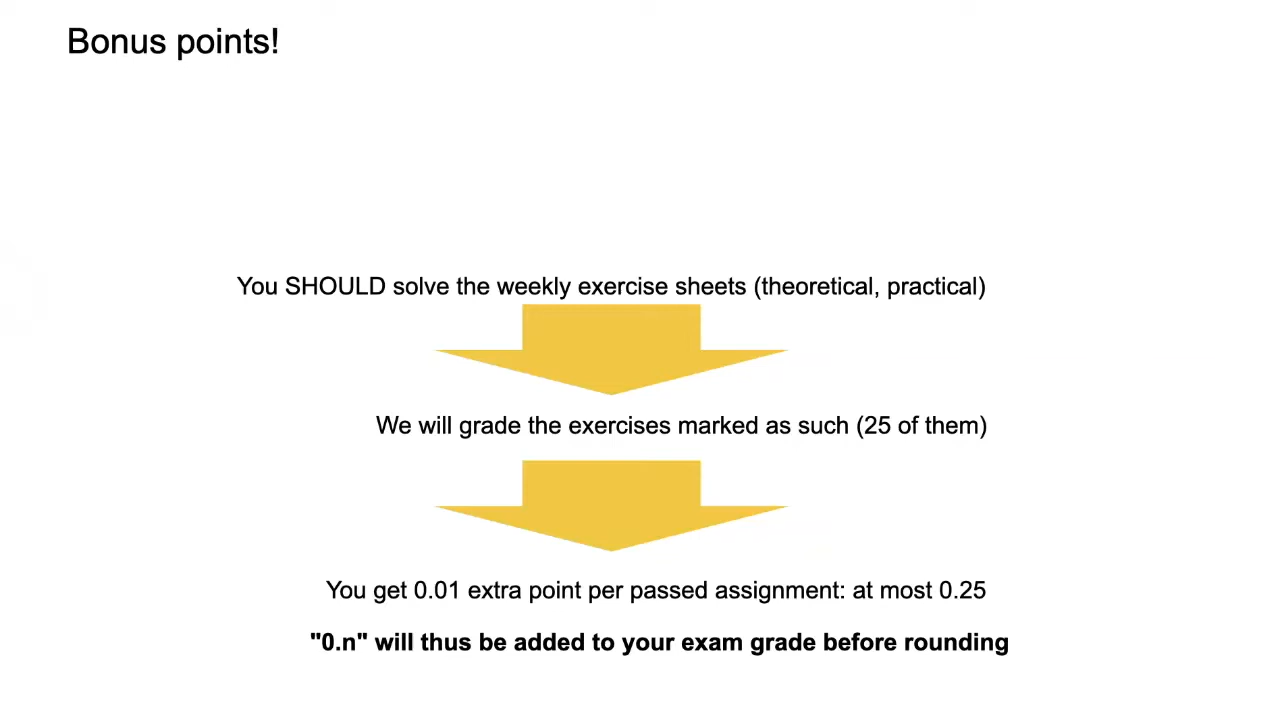 Bonus points!
You SHOULD solve the weekly exercise sheets (theoretical, practical)
We will grade the exercises marked as such (25 of them)
You get 0.01 extra point per passed assignment: at most 0.25
"0.n" will thus be added to your exam grade before rounding